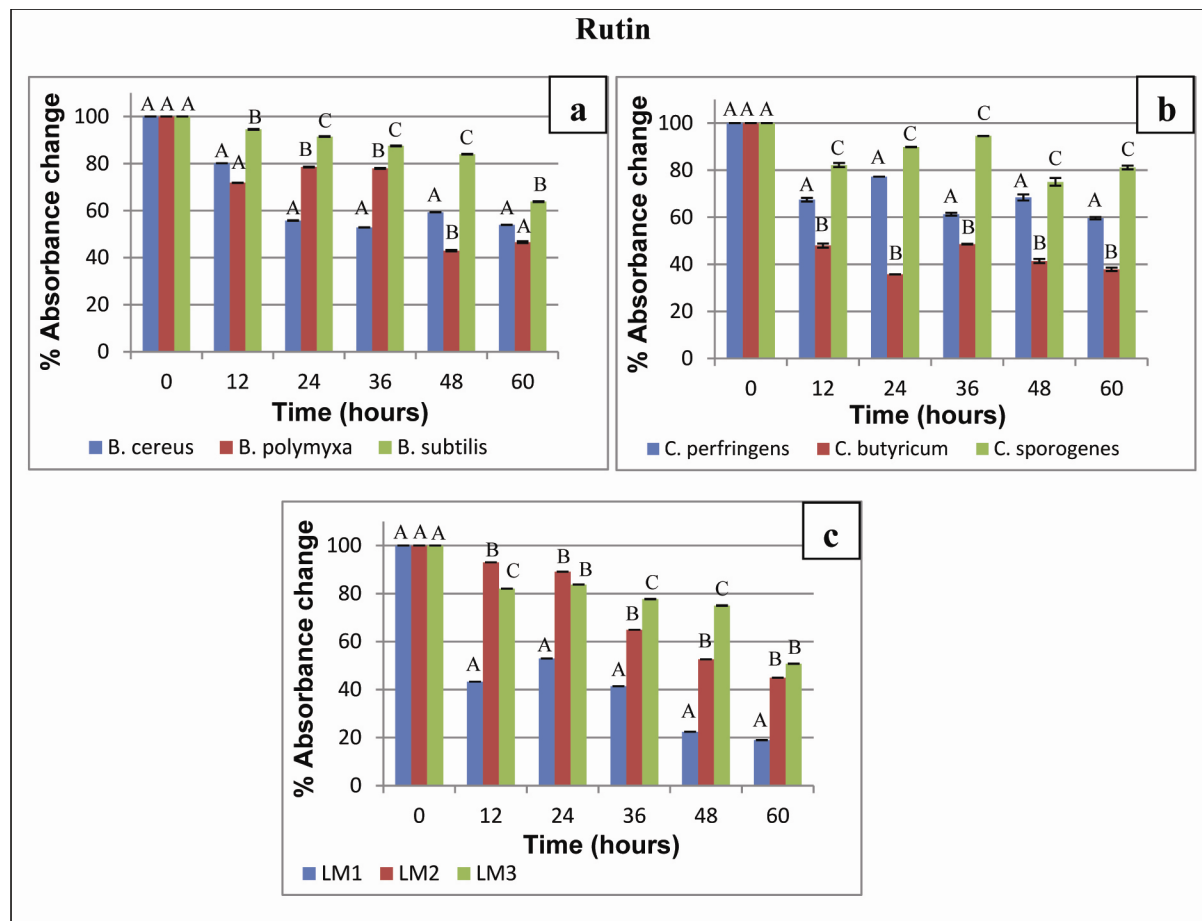 Rutin
a
% Absorbance change
100
80
60
40
20
0
A A A
A A B
A B C
A B C
A B C
A A B
0 12 24 36 48 60
Time (hours)
B. cereus B. polymyxa B. subtilis
b
% Absorbance change
100
80
60
40
20
0
A A A
A B C
A B C
A B C
A B C
A B C
0 12 24 36 48 60
Time (hours)
C. perfringens C. butyricum C. sporogenes
c
% Absorbance change
100
80
60
40
20
0
A A A
A B C
A B B
A B C
A B C
A B B
0 12 24 36 48 60
Time (hours)
LM1 LM2 LM3